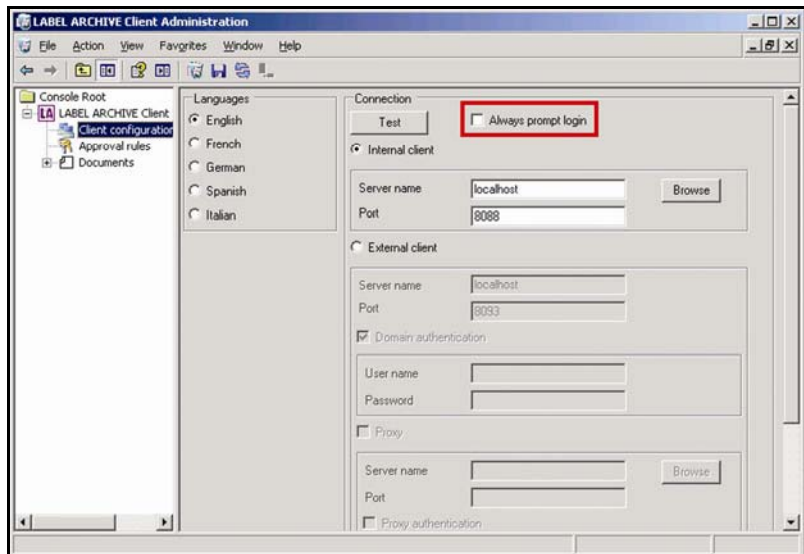 LABEL ARCHIVE Client Administration
File Action View Favorites Window Help
Console Root
LABEL ARCHIVE Client
Client configuration
Approval rules
Documents
Languages
English
French
German
Spanish
Italian
Connection
Test Always prompt login
Internal client
Server name localhost Browse
Port 8088
External client
Server name localhost
Port 8093
Domain authentication
User name
Password
Proxy
Server name Browse
Port
Proxy authentication